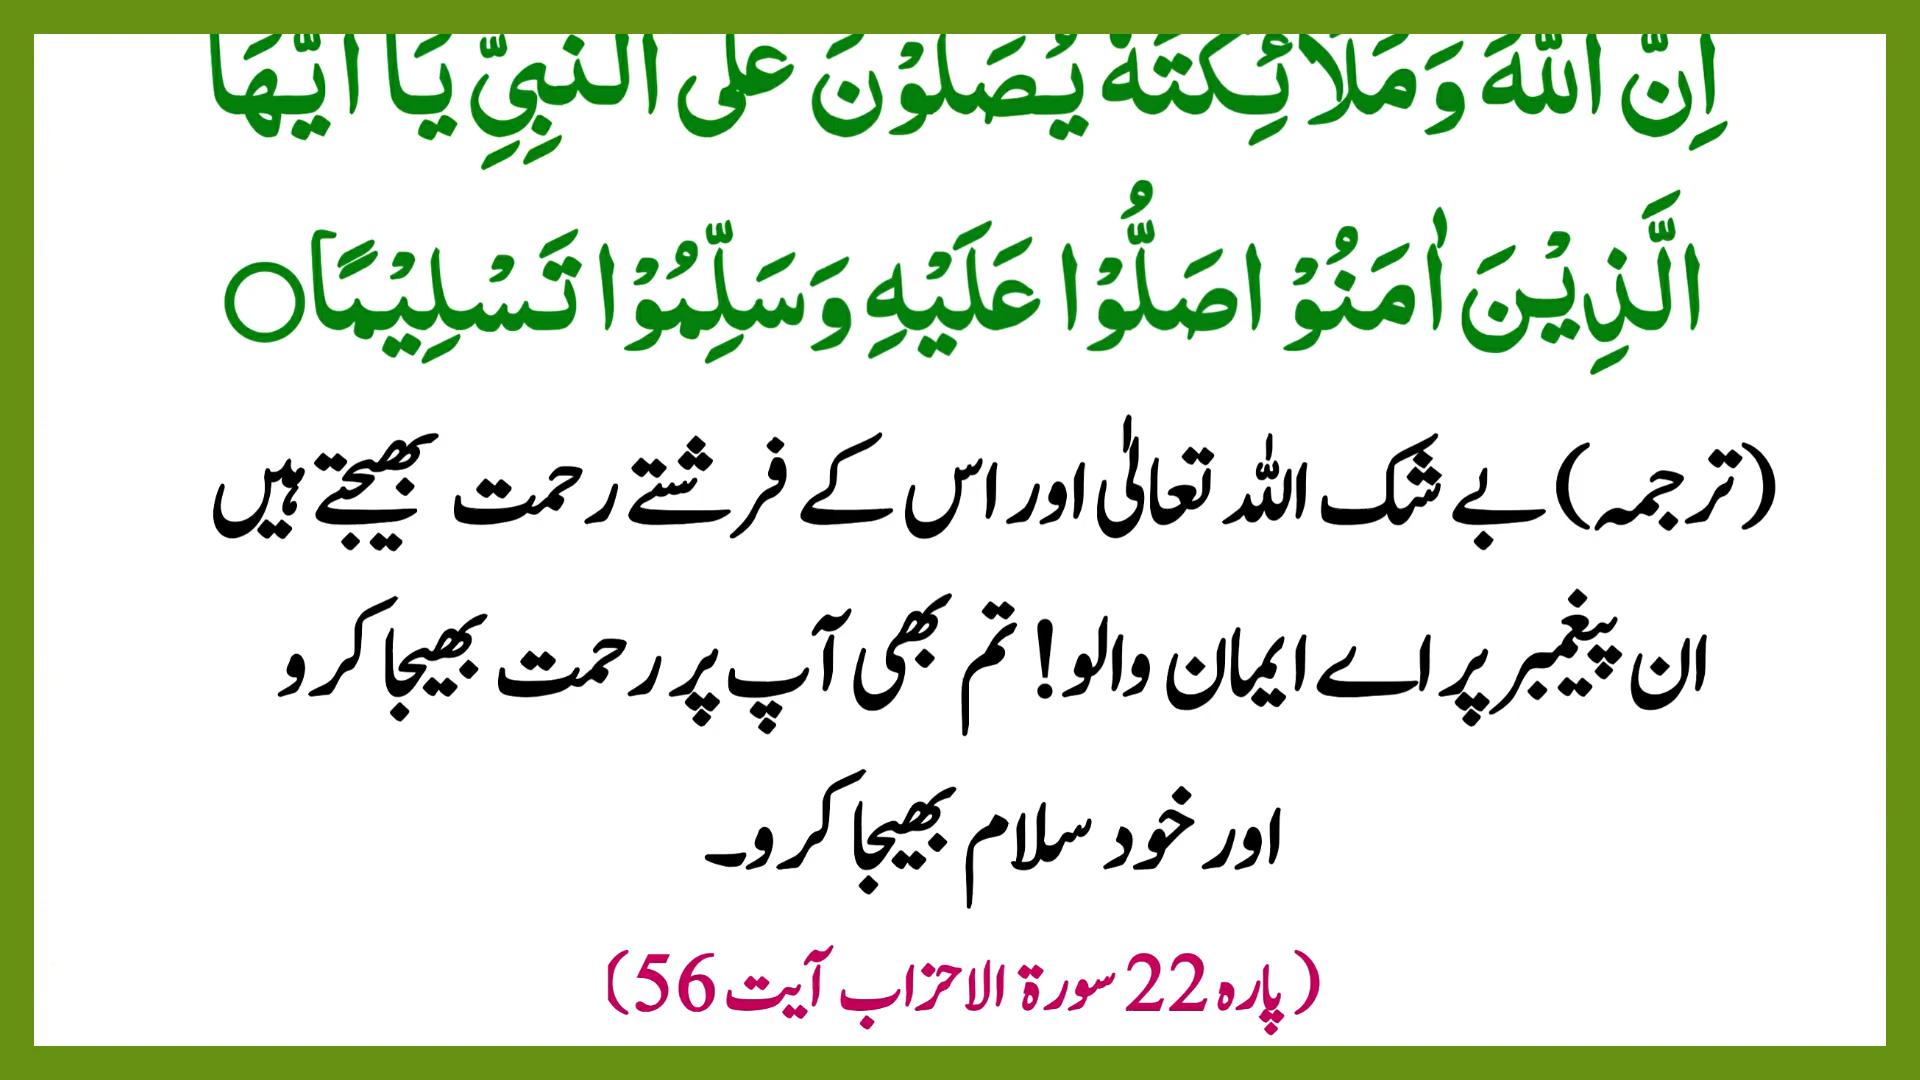 اِنَّ اللّٰهَ وَمَلَائِكَتَهٗ يُصَلُّوْنَ عَلَى النَّبِيِّ يَا اَيُّهَا
الَّذِيْنَ اٰمَنُوْا صَلُّوْا عَلَيْهِ وَسَلِّمُوْا تَسْلِيْمًا○
(ترجمہ) بے شک اللہ تعالیٰ اور اس کے فرشتے رحمت بھیجتے ہیں
ان پیغمبر پر اے ایمان والو! تم بھی آپ پر رحمت بھیجا کرو
اور خود سلام بھیجا کرو۔
(پارہ 22 سورۃ الاحزاب آیت 56)